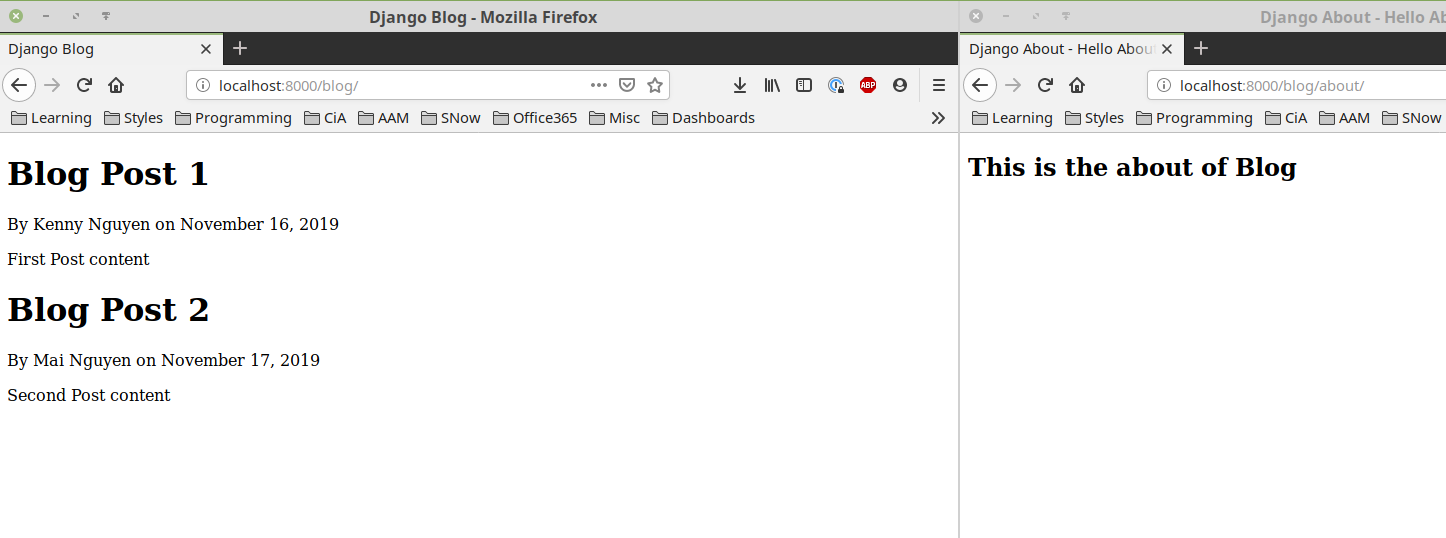 Django Blog - Mozilla Firefox
Django Blog
localhost:8000/blog/
ABP
Learning Styles Programming CiA AAM SNow Office365 Misc Dashboards
Blog Post 1
By Kenny Nguyen on November 16, 2019
First Post content
Blog Post 2
By Mai Nguyen on November 17, 2019
Second Post content
Django About - Hello Ab
Django About - Hello Abou
localhost:8000/blog/about/
Learning Styles Programming CiA AAM SNow
This is the about of Blog